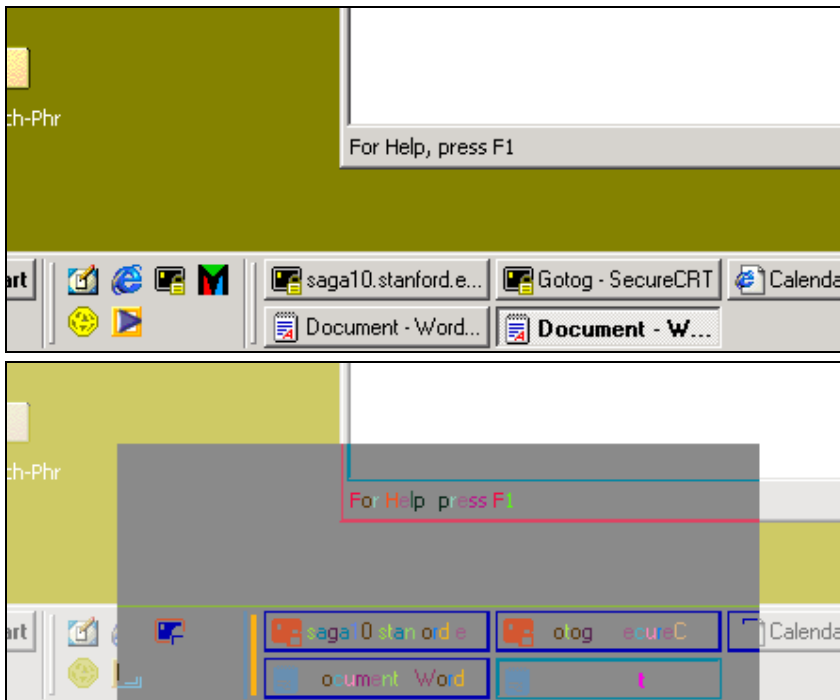 ch-Phr
For Help, press F1
art saga10.stanford.e... Gotog - SecureCRT Calenda
Document - Word... Document - W...
ch-Phr
For Help press F1
art saga10 stan ord e otog ecureC Calenda
ocument Word t